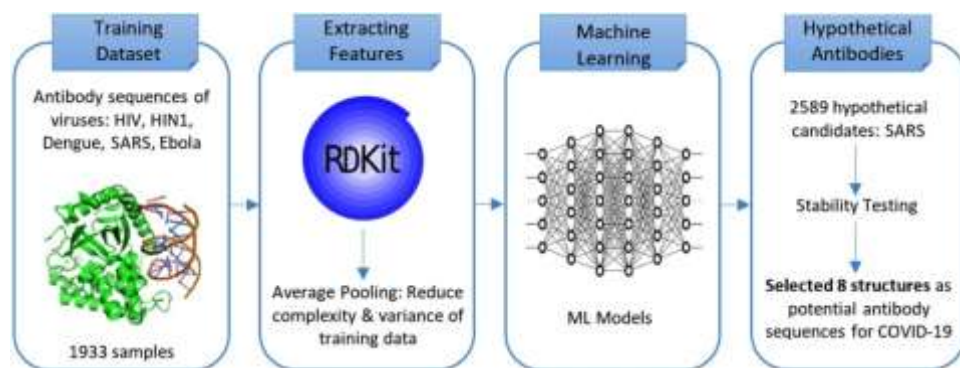 Training
Dataset
Antibody sequences of
viruses: HIV, HIN1,
Dengue, SARS, Ebola
1933 samples
Extracting
Features
RDKit
Average Pooling: Reduce
complexity & variance of
training data
Machine
Learning
ML Models
Hypothetical
Antibodies
2589 hypothetical
candidates: SARS
Stability Testing
Selected 8 structures as
potential antibody
sequences for COVID-19